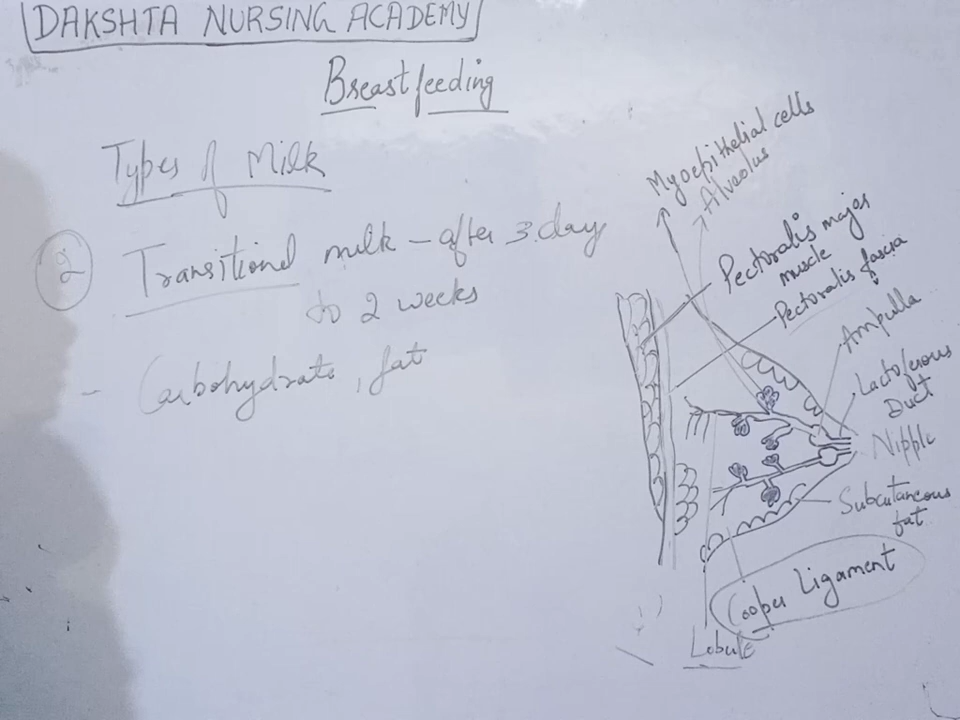 DAKSHTA NURSING ACADEMY
Breastfeeding
Types of Milk
2 Transitional milk - after 3 day
to 2 weeks
- Carbohydrate, fat
Myoepithelial cells
Alveolus
Pectoralis major
muscle
Pectoralis fascia
Ampulla
Lactoferous
Duct
Nipple
Subcutaneous
fat
Cooper Ligament
Lobule